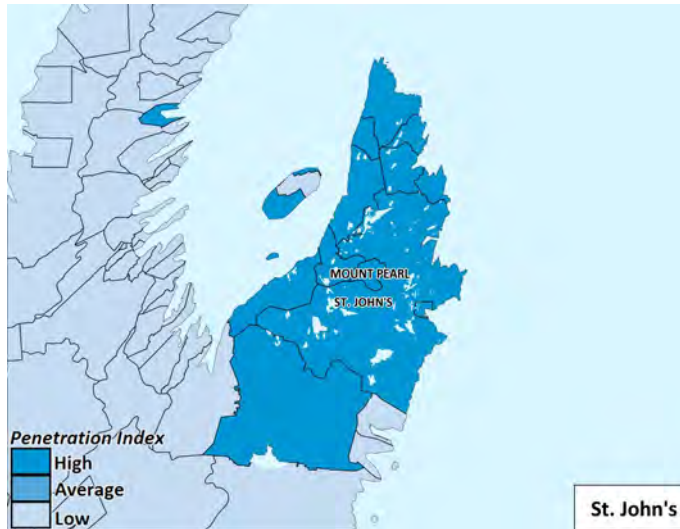 MOUNT PEARL
ST. JOHN'S
Penetration Index
High
Average
Low
St. John's